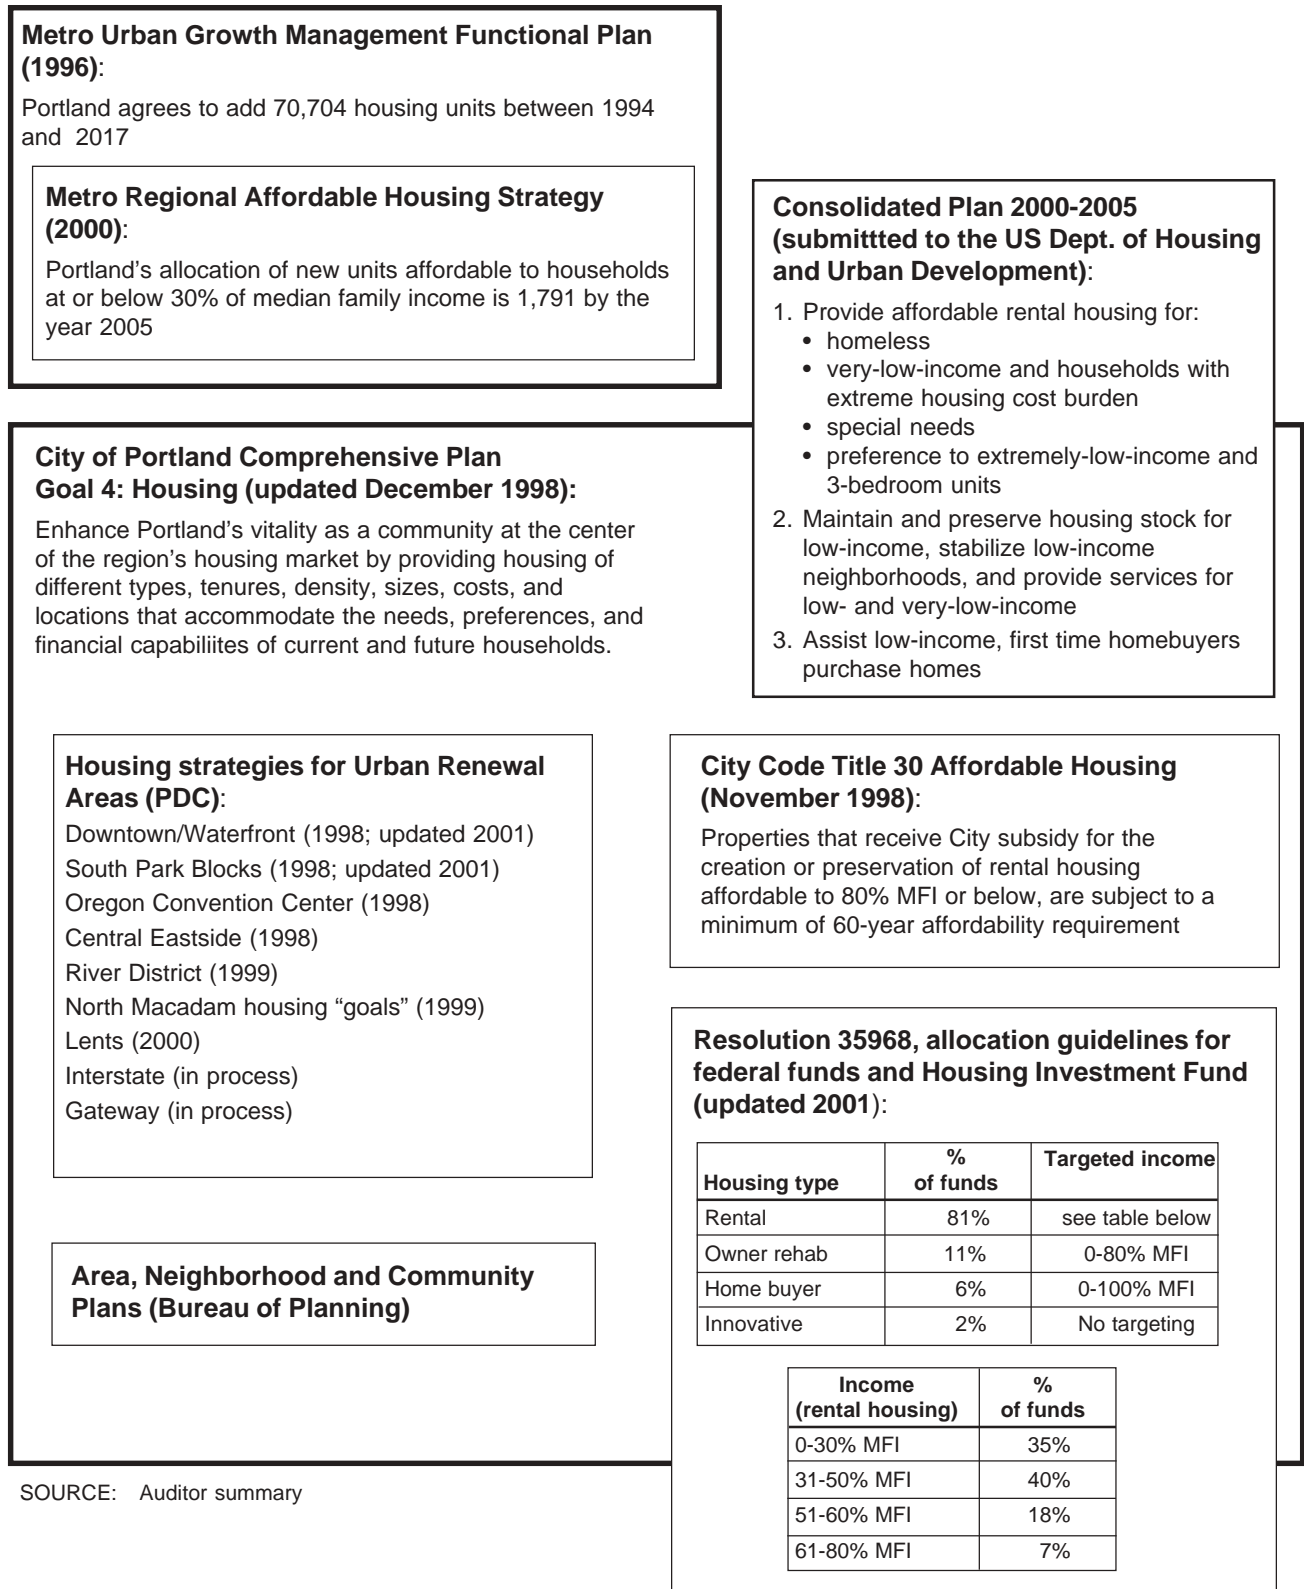 Metro Urban Growth Management Functional Plan
(1996):
Portland agrees to add 70,704 housing units between 1994
and 2017
Metro Regional Affordable Housing Strategy
(2000):
Portland's allocation of new units affordable to households
at or below 30% of median family income is 1,791 by the
year 2005
Consolidated Plan 2000-2005
(submittted to the US Dept. of Housing
and Urban Development):
1. Provide affordable rental housing for:
• homeless
• very-low-income and households with
extreme housing cost burden
• special needs
• preference to extremely-low-income and
3-bedroom units
2. Maintain and preserve housing stock for
low-income, stabilize low-income
neighborhoods, and provide services for
low- and very-low-income
3. Assist low-income, first time homebuyers
purchase homes
City of Portland Comprehensive Plan
Goal 4: Housing (updated December 1998):
Enhance Portland's vitality as a community at the center
of the region's housing market by providing housing of
different types, tenures, density, sizes, costs, and
locations that accommodate the needs, preferences, and
financial capabiliites of current and future households.
Housing strategies for Urban Renewal
Areas (PDC):
Downtown/Waterfront (1998; updated 2001)
South Park Blocks (1998; updated 2001)
Oregon Convention Center (1998)
Central Eastside (1998)
River District (1999)
North Macadam housing “goals” (1999)
Lents (2000)
Interstate (in process)
Gateway (in process)
City Code Title 30 Affordable Housing
(November 1998):
Properties that receive City subsidy for the
creation or preservation of rental housing
affordable to 80% MFI or below, are subject to a
minimum of 60-year affordability requirement
Area, Neighborhood and Community
Plans (Bureau of Planning)
Resolution 35968, allocation guidelines for
federal funds and Housing Investment Fund
(updated 2001):
Housing type % of funds Targeted income
Rental 81% see table below
Owner rehab 11% 0-80% MFI
Home buyer 6% 0-100% MFI
Innovative 2% No targeting
Income (rental housing) % of funds
0-30% MFI 35%
31-50% MFI 40%
51-60% MFI 18%
61-80% MFI 7%
SOURCE: Auditor summary